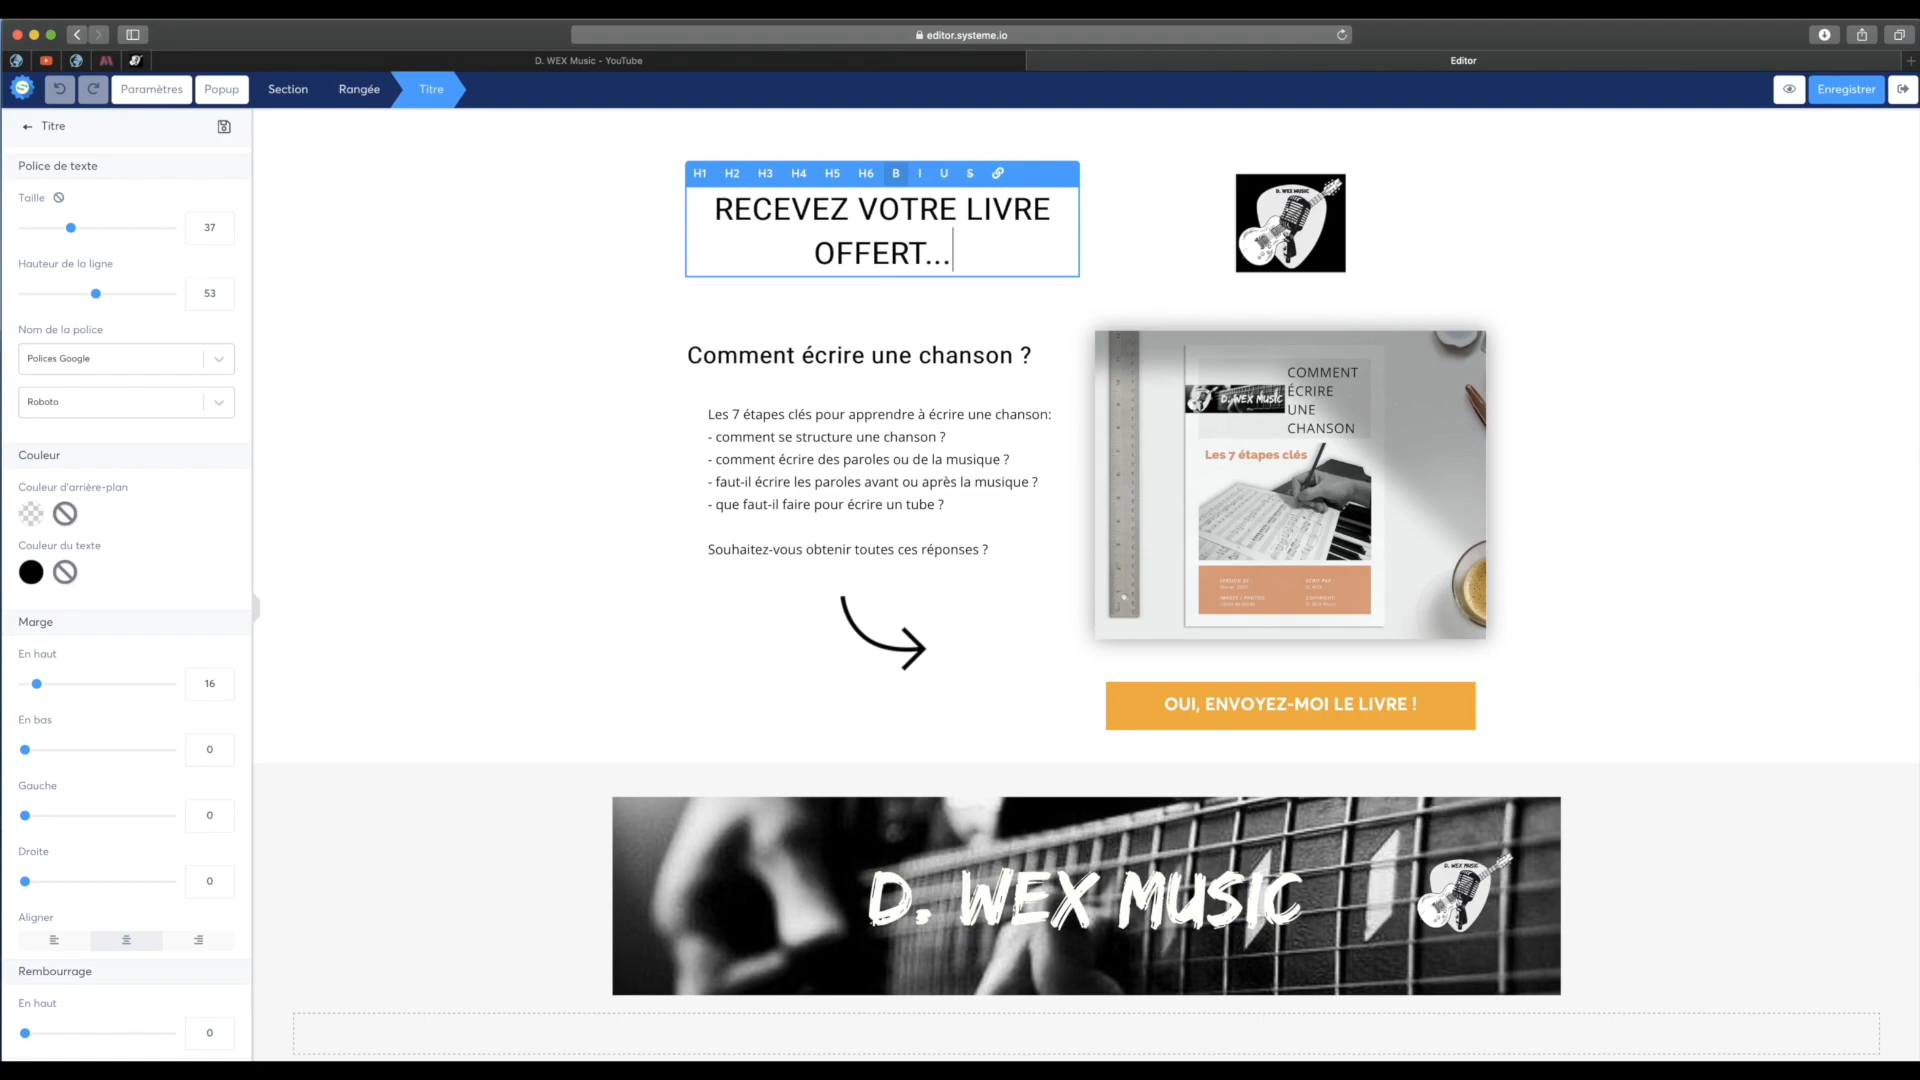 editor.systeme.io
D. WEX Music - YouTube
Editor
Paramètres
Popup
Section
Rangée
Titre
Enregistrer
Titre
Police de texte
Taille
37
Hauteur de la ligne
53
Nom de la police
Polices Google
Roboto
Couleur
Couleur d'arrière-plan
Couleur du texte
Marge
En haut
16
En bas
0
Gauche
0
Droite
0
Aligner
Rembourrage
En haut
0
H1 H2 H3 H4 H5 H6 B I U S
RECEVEZ VOTRE LIVRE
OFFERT...
D. WEX MUSIC
Comment écrire une chanson ?
Les 7 étapes clés pour apprendre à écrire une chanson:
- comment se structure une chanson ?
- comment écrire des paroles ou de la musique ?
- faut-il écrire les paroles avant ou après la musique ?
- que faut-il faire pour écrire un tube ?
Souhaitez-vous obtenir toutes ces réponses ?
D. WEX MUSIC
COMMENT
ÉCRIRE
UNE
CHANSON
Les 7 étapes clés
OUI, ENVOYEZ-MOI LE LIVRE !
D. WEX MUSIC
D. WEX MUSIC